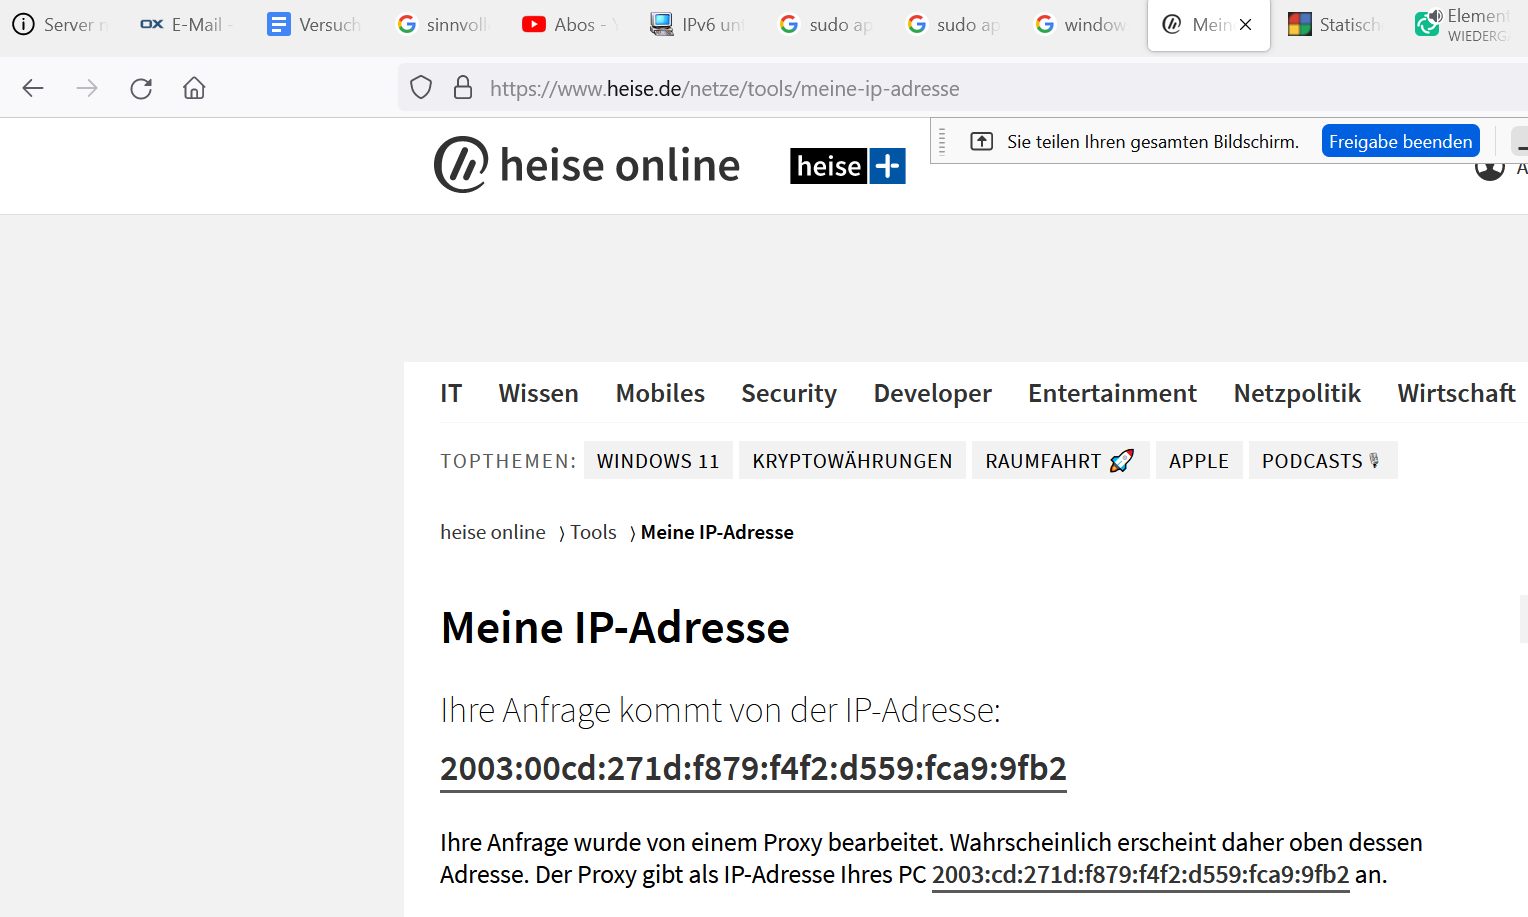 Server n
OX E-Mail -
Versuch
sinnvoll
Abos - Y
IPv6 unt
sudo ap
sudo ap
window
Mein
Statisch
Element
WIEDERGA
https://www.heise.de/netze/tools/meine-ip-adresse
Sie teilen Ihren gesamten Bildschirm. Freigabe beenden
heise online heise +
A
IT Wissen Mobiles Security Developer Entertainment Netzpolitik Wirtschaft
TOPTHEMEN: WINDOWS 11 KRYPTOWÄHRUNGEN RAUMFAHRT 🚀 APPLE PODCASTS 🎙
heise online ⟩ Tools ⟩ Meine IP-Adresse
Meine IP-Adresse
Ihre Anfrage kommt von der IP-Adresse:
2003:00cd:271d:f879:f4f2:d559:fca9:9fb2
Ihre Anfrage wurde von einem Proxy bearbeitet. Wahrscheinlich erscheint daher oben dessen
Adresse. Der Proxy gibt als IP-Adresse Ihres PC 2003:cd:271d:f879:f4f2:d559:fca9:9fb2 an.